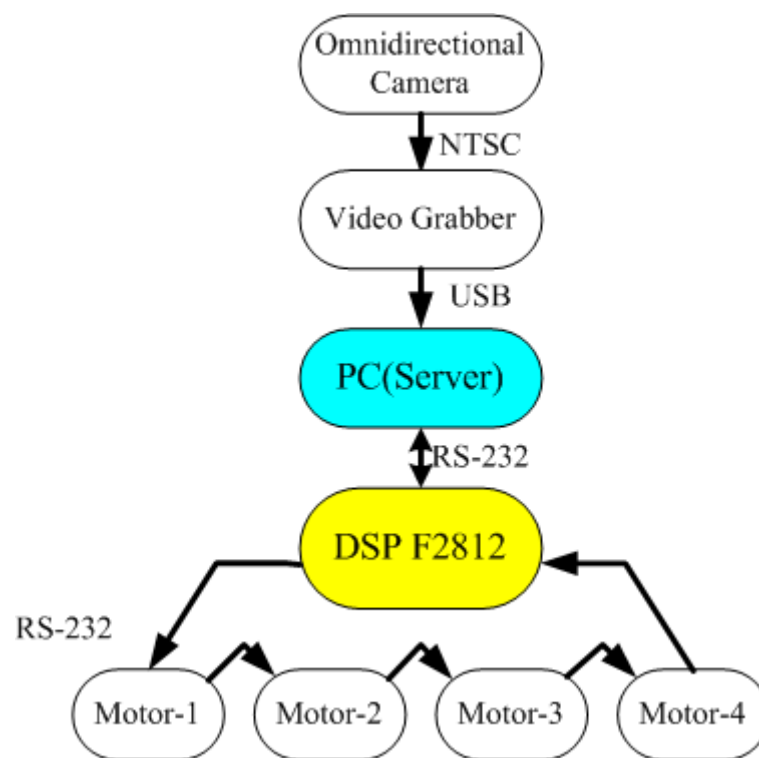 Omnidirectional
Camera
NTSC
Video Grabber
USB
PC(Server)
RS-232
DSP F2812
RS-232
Motor-1
Motor-2
Motor-3
Motor-4